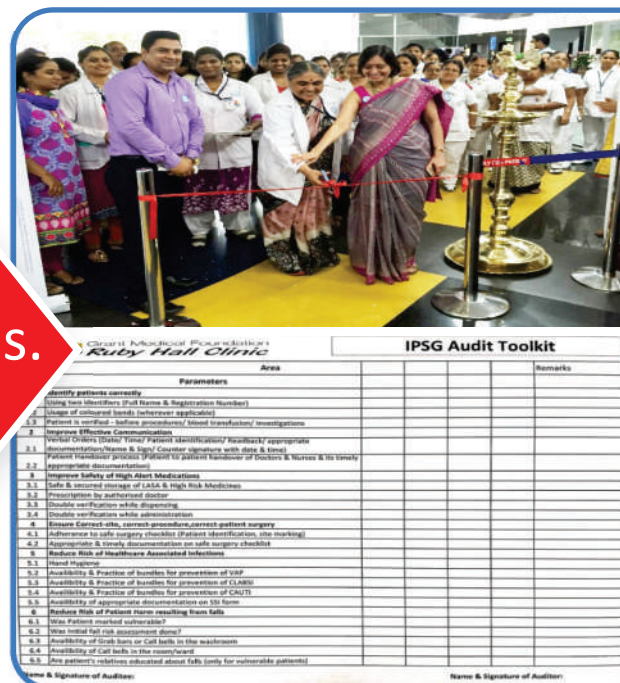 s.
Grant Medical Foundation
Ruby Hall Clinic
IPSG Audit Toolkit
Area
Remarks
Parameters
Identify patients correctly
Using two identifiers (Full Name & Registration Number)
Usage of coloured bands (wherever applicable)
1.3 Patient is verified - before procedures/ blood transfusion/ investigations
2 Improve Effective Communication
2.1 Verbal Orders (Date/ Time/ Patient identification/ Readback/ appropriate
documentation/Name & Sign/ Counter signature with date & time)
2.2 Patient Handover process (Patient to patient handover of Doctors & Nurses & its timely
appropriate documentation)
3 Improve Safety of High Alert Medications
3.1 Safe & secured storage of LASA & High Risk Medicines
3.2 Prescription by authorised doctor
3.3 Double verification while dispensing
3.4 Double verification while administration
4 Ensure Correct-site, correct-procedure,correct-patient surgery
4.1 Adherance to safe surgery checklist (Patient identification, site marking)
4.2 Appropriate & timely documentation on safe surgery checklist
5 Reduce Risk of Healthcare Associated Infections
5.1 Hand Hygiene
5.2 Availibility & Practice of bundles for prevention of VAP
5.3 Availibility & Practice of bundles for prevention of CLABSI
5.4 Availibility & Practice of bundles for prevention of CAUTI
5.5 Availibility of appropriate documentation on SSI form
6 Reduce Risk of Patient Harm resulting from falls
6.1 Was Patient marked vulnerable?
6.2 Was Initial fall risk assessment done?
6.3 Availibility of Grab bars or Call bells in the washroom
6.4 Availibility of Call bells in the room/ward
6.5 Are patient's relatives educated about falls (only for vulnerable patients)
Name & Signature of Auditee:
Name & Signature of Auditor: